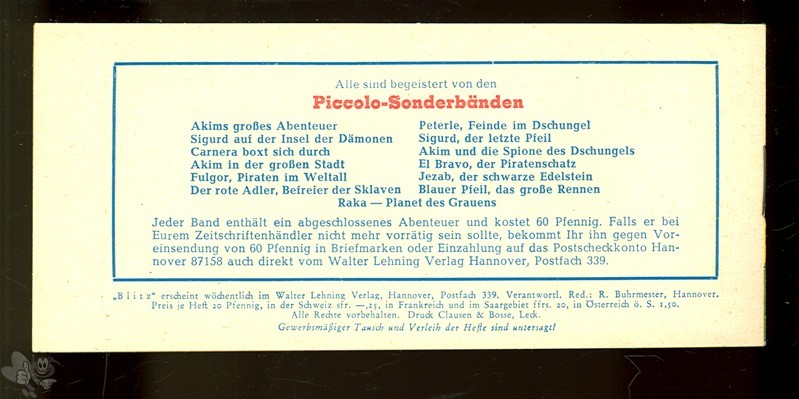 Alle sind begeistert von den
Piccolo-Sonderbänden
Akims großes Abenteuer
Sigurd auf der Insel der Dämonen
Carnera boxt sich durch
Akim in der großen Stadt
Fulgor, Piraten im Weltall
Der rote Adler, Befreier der Sklaven
Peterle, Feinde im Dschungel
Sigurd, der letzte Pfeil
Akim und die Spione des Dschungels
El Bravo, der Piratenschatz
Jezab, der schwarze Edelstein
Blauer Pfeil, das große Rennen
Raka — Planet des Grauens
Jeder Band enthält ein abgeschlossenes Abenteuer und kostet 60 Pfennig. Falls er bei
Eurem Zeitschriftenhändler nicht mehr vorrätig sein sollte, bekommt Ihr ihn gegen Vor-
einsendung von 60 Pfennig in Briefmarken oder Einzahlung auf das Postscheckkonto Han-
nover 87158 auch direkt vom Walter Lehning Verlag Hannover, Postfach 339.
„Blitz“ erscheint wöchentlich im Walter Lehning Verlag, Hannover, Postfach 339. Verantwortl. Red.: R. Buhrmester, Hannover.
Preis je Heft 20 Pfennig, in der Schweiz sfr. —,25, in Frankreich und im Saargebiet ffrs. 20, in Österreich ö. S. 1,50.
Alle Rechte vorbehalten. Druck Clausen & Bosse, Leck.
Gewerbsmäßiger Tausch und Verleih der Hefte sind untersagt!